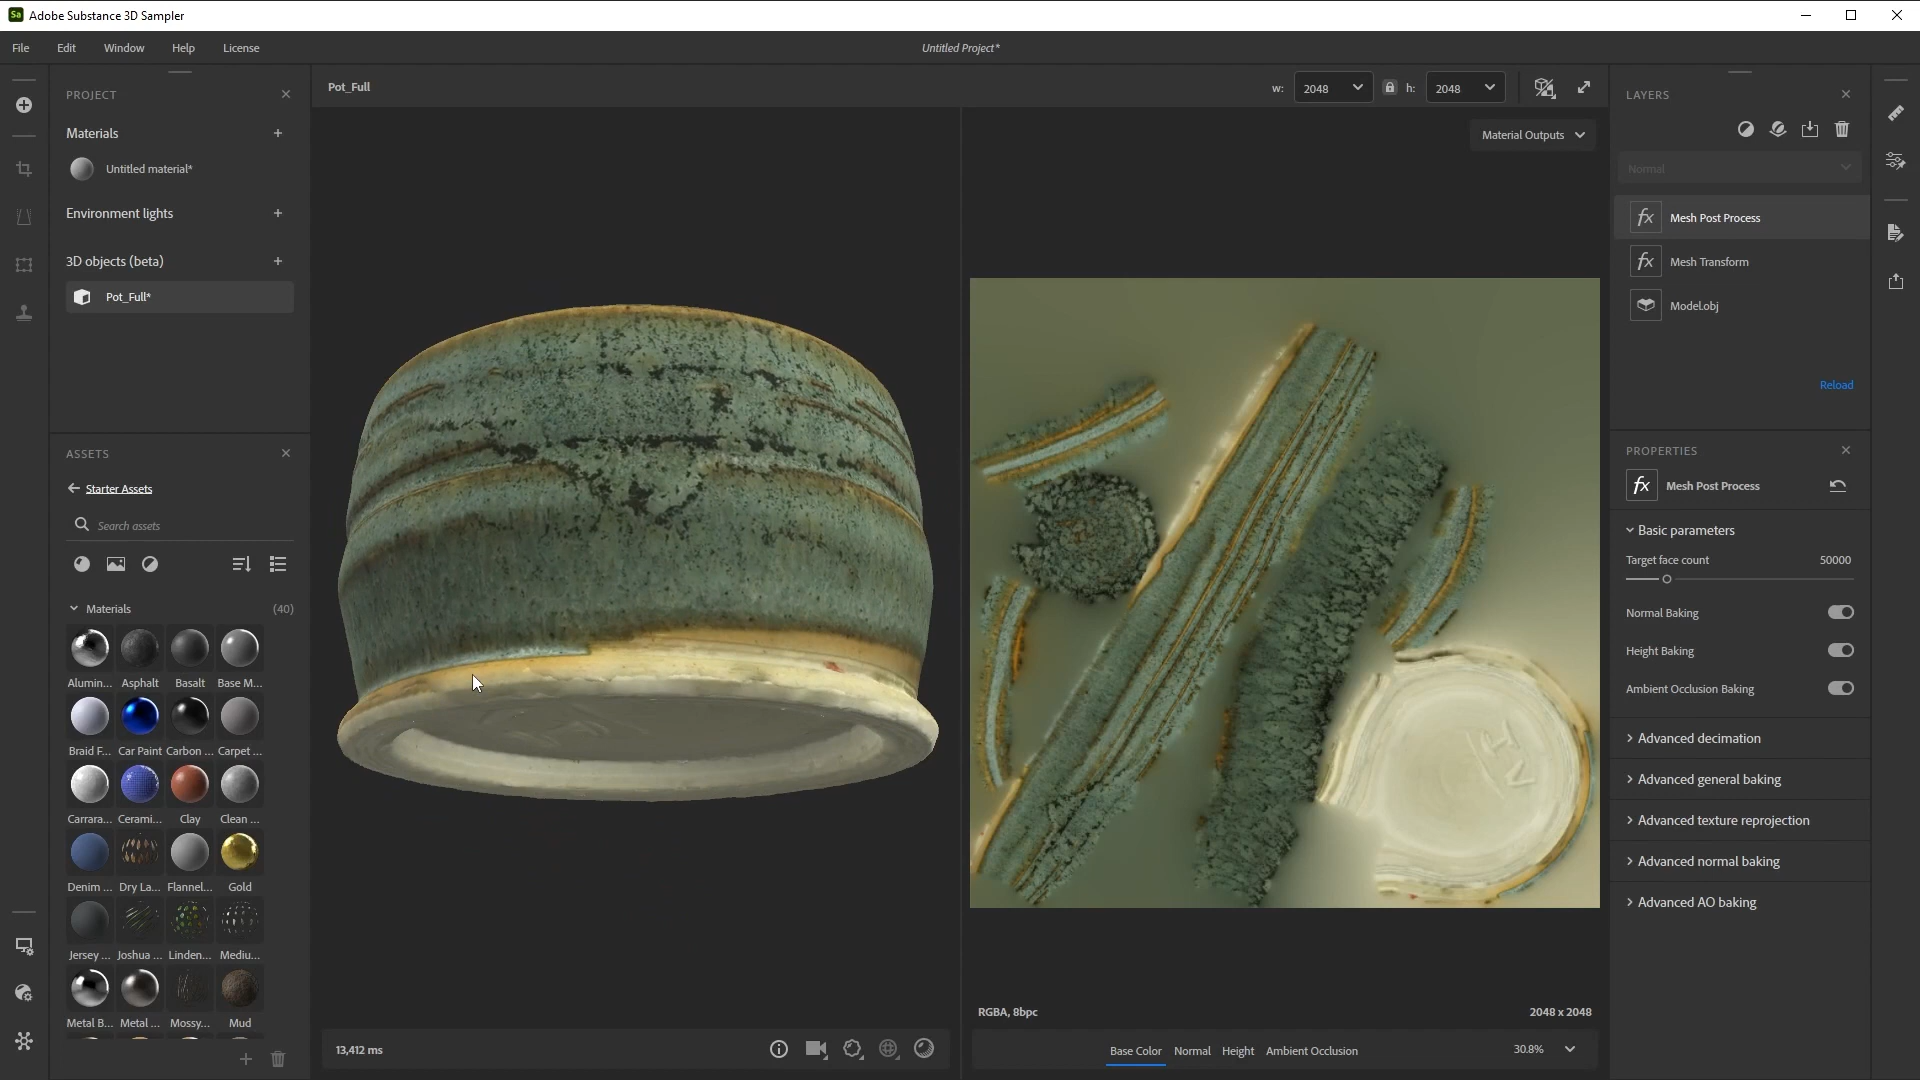 Sa Adobe Substance 3D Sampler
File Edit Window Help License
Untitled Project*
PROJECT
Materials
Untitled material*
Environment lights
3D objects (beta)
Pot_Full*
ASSETS
Starter Assets
Search assets
Materials (40)
Alumin... Asphalt Basalt Base M...
Braid F... Car Paint Carbon ... Carpet ...
Carrara... Cerami... Clay Clean ...
Denim ... Dry La... Flannel... Gold
Jersey ... Joshua ... Linden... Mediu...
Metal B... Metal ... Mossy... Mud
Pot_Full
w: 2048 h: 2048
Material Outputs
13,412 ms
RGBA, 8bpc 2048 x 2048
Base Color Normal Height Ambient Occlusion 30.8%
LAYERS
Normal
fx Mesh Post Process
fx Mesh Transform
Model.obj
Reload
PROPERTIES
fx Mesh Post Process
Basic parameters
Target face count 50000
Normal Baking
Height Baking
Ambient Occlusion Baking
Advanced decimation
Advanced general baking
Advanced texture reprojection
Advanced normal baking
Advanced AO baking